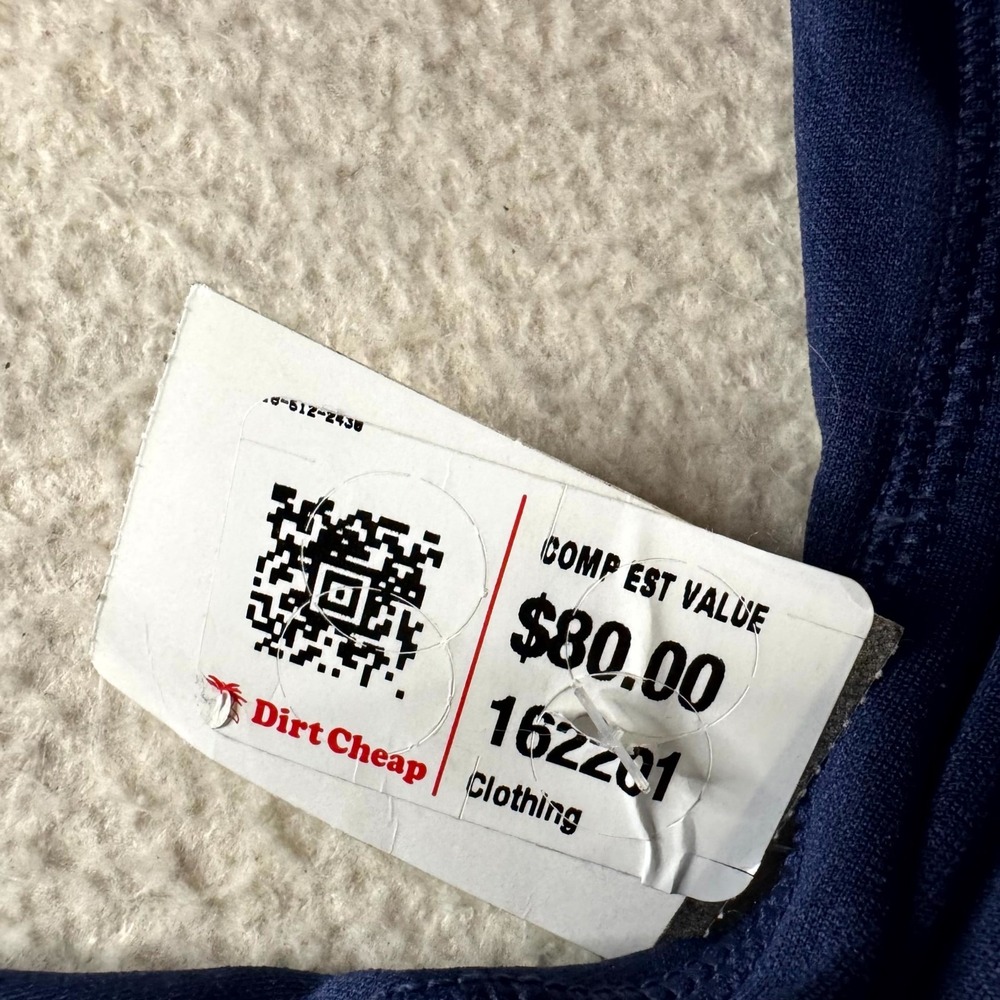 COMP EST VALUE
$80.00
162201
Clothing
Dirt Cheap